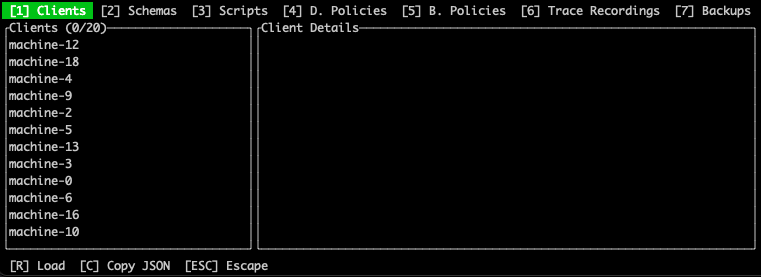 [1] Clients [2] Schemas [3] Scripts [4] D. Policies [5] B. Policies [6] Trace Recordings [7] Backups
Clients (0/20) Client Details
machine-12
machine-18
machine-4
machine-9
machine-2
machine-5
machine-13
machine-3
machine-0
machine-6
machine-16
machine-10
[R] Load [C] Copy JSON [ESC] Escape